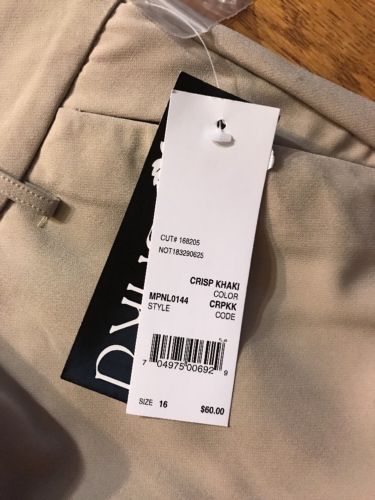 CUT# 168205
NOT183290625
CRISP KHAKI
COLOR
MPNL0144 CRPKK
STYLE CODE
7 04975 00692 9
SIZE 16 $60.00